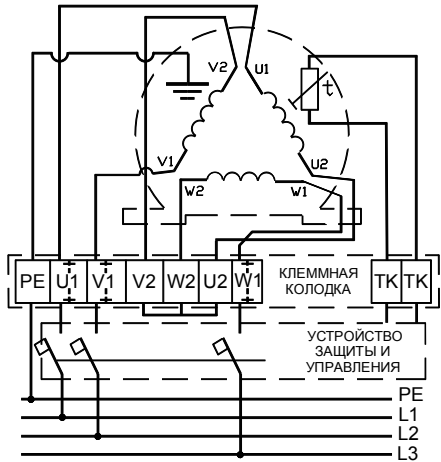 V2 U1
t
V1 U2
W2 W1
PE U1 V1 V2 W2 U2 W1 КЛЕММНАЯ КОЛОДКА TK TK
УСТРОЙСТВО
ЗАЩИТЫ И
УПРАВЛЕНИЯ
PE
L1
L2
L3